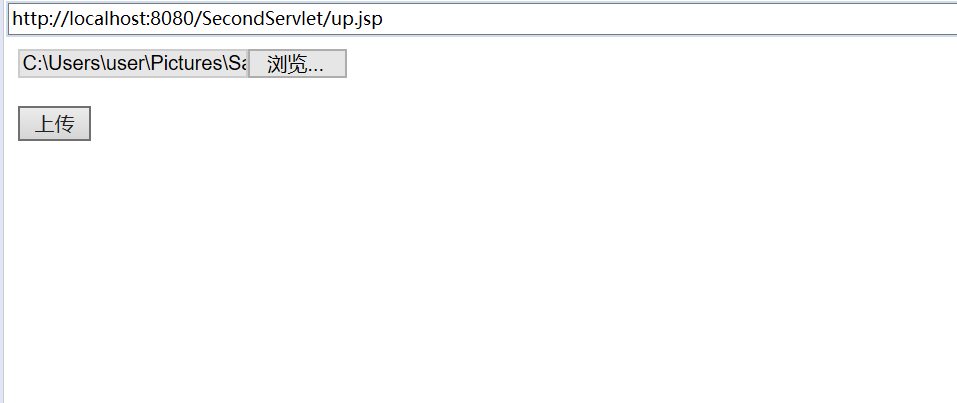 http://localhost:8080/SecondServlet/up.jsp
C:\Users\user\Pictures\Sa 浏览...
上传